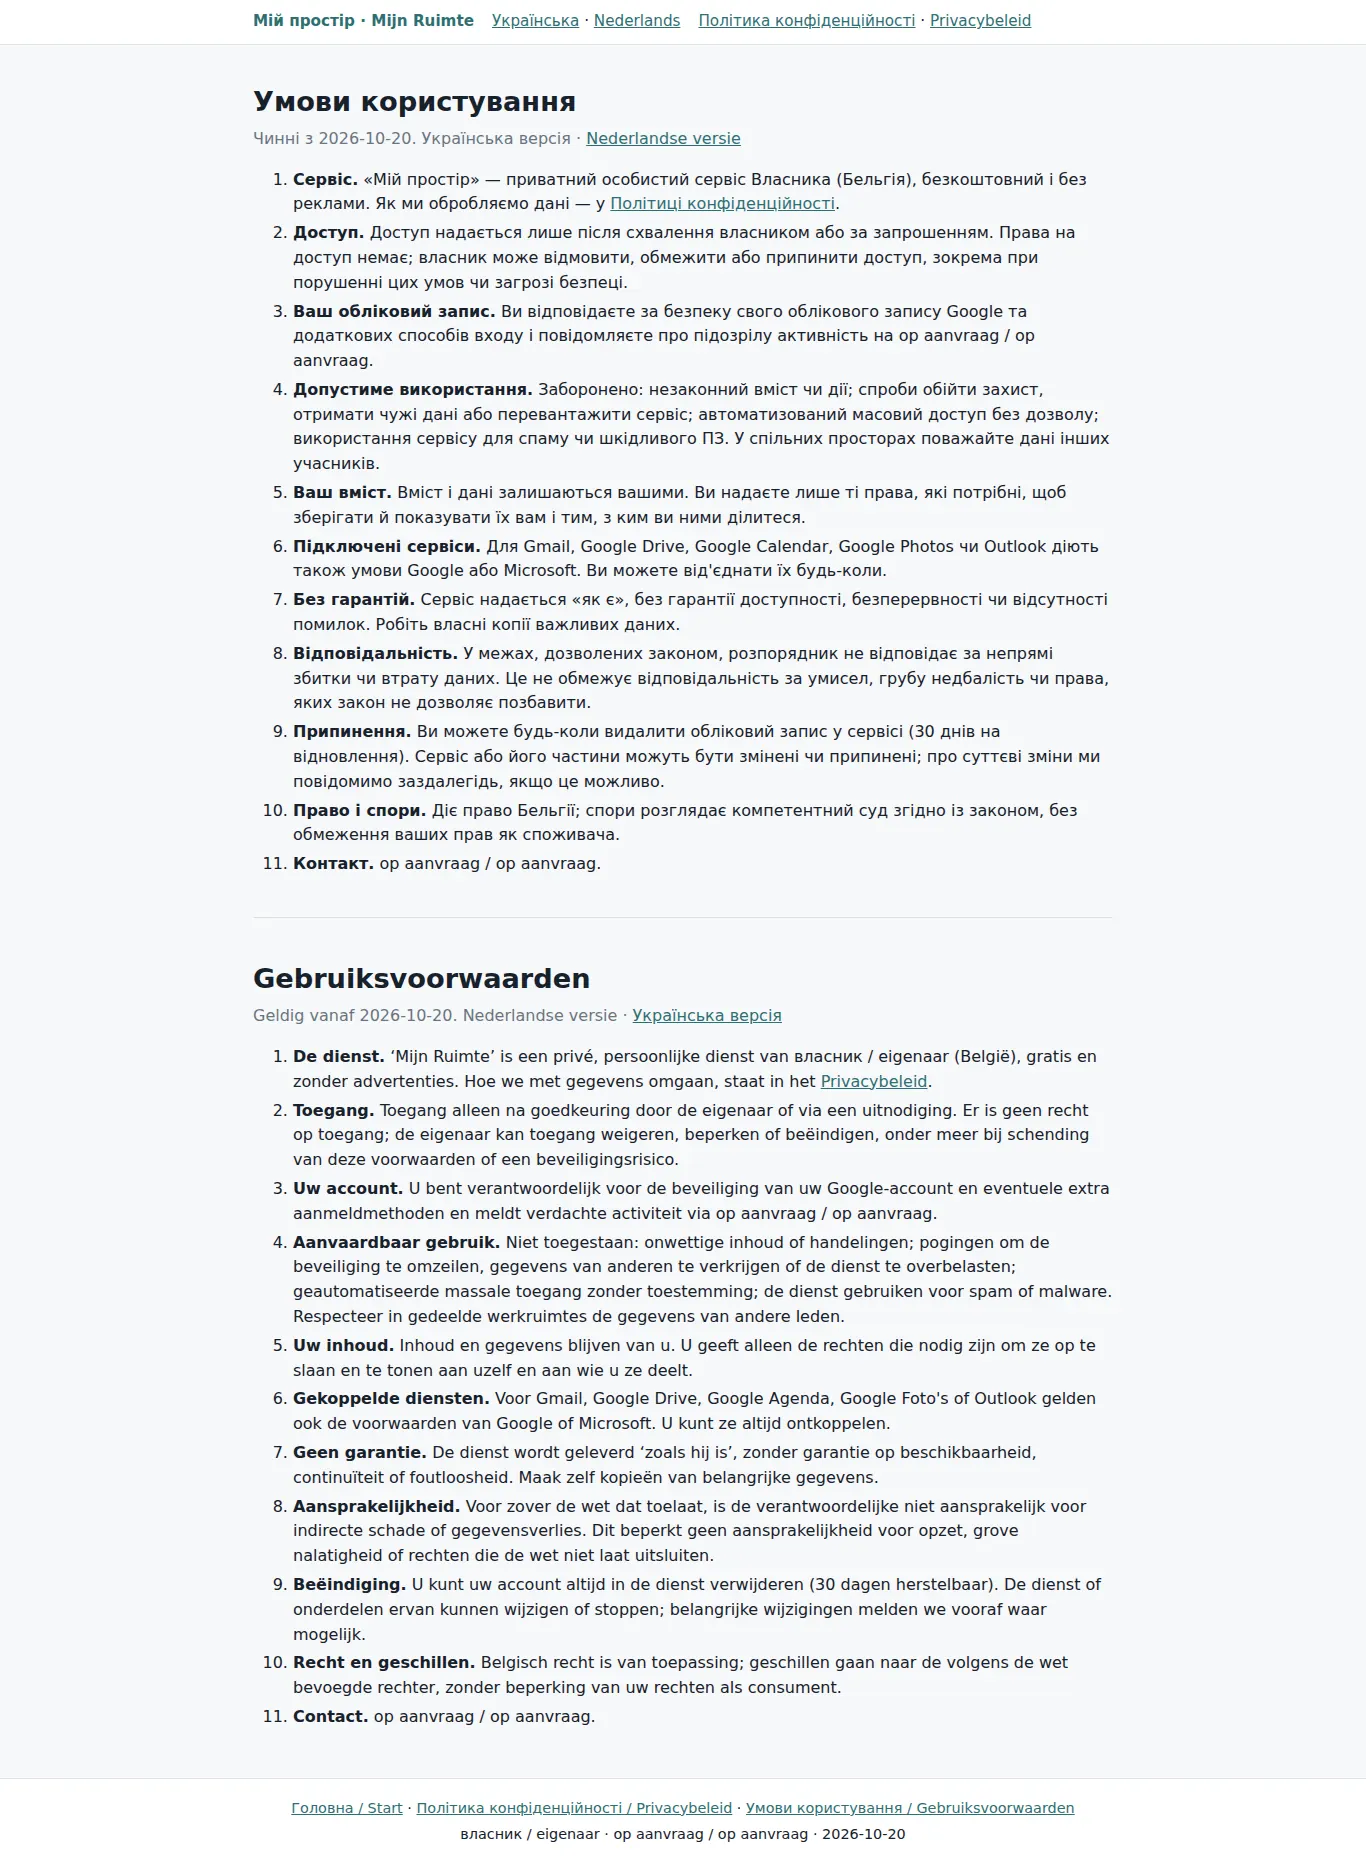 Мій простір · Mijn Ruimte Українська · Nederlands Політика конфіденційності · Privacybeleid
Умови користування
Чинні з 2026-10-20. Українська версія · Nederlandse versie
1. Сервіс. «Мій простір» — приватний особистий сервіс Власника (Бельгія), безкоштовний і без
реклами. Як ми обробляємо дані — у Політиці конфіденційності.
2. Доступ. Доступ надається лише після схвалення власником або за запрошенням. Права на
доступ немає; власник може відмовити, обмежити або припинити доступ, зокрема при
порушенні цих умов чи загрозі безпеці.
3. Ваш обліковий запис. Ви відповідаєте за безпеку свого облікового запису Google та
додаткових способів входу і повідомляєте про підозрілу активність на op aanvraag / op
aanvraag.
4. Допустиме використання. Заборонено: незаконний вміст чи дії; спроби обійти захист,
отримати чужі дані або перевантажити сервіс; автоматизований масовий доступ без дозволу;
використання сервісу для спаму чи шкідливого ПЗ. У спільних просторах поважайте дані інших
учасників.
5. Ваш вміст. Вміст і дані залишаються вашими. Ви надаєте лише ті права, які потрібні, щоб
зберігати й показувати їх вам і тим, з ким ви ними ділитеся.
6. Підключені сервіси. Для Gmail, Google Drive, Google Calendar, Google Photos чи Outlook діють
також умови Google або Microsoft. Ви можете від'єднати їх будь-коли.
7. Без гарантій. Сервіс надається «як є», без гарантії доступності, безперервності чи відсутності
помилок. Робіть власні копії важливих даних.
8. Відповідальність. У межах, дозволених законом, розпорядник не відповідає за непрямі
збитки чи втрату даних. Це не обмежує відповідальність за умисел, грубу недбалість чи права,
яких закон не дозволяє позбавити.
9. Припинення. Ви можете будь-коли видалити обліковий запис у сервісі (30 днів на
відновлення). Сервіс або його частини можуть бути змінені чи припинені; про суттєві зміни ми
повідомимо заздалегідь, якщо це можливо.
10. Право і спори. Діє право Бельгії; спори розглядає компетентний суд згідно із законом, без
обмеження ваших прав як споживача.
11. Контакт. op aanvraag / op aanvraag.
Gebruiksvoorwaarden
Geldig vanaf 2026-10-20. Nederlandse versie · Українська версія
1. De dienst. ‘Mijn Ruimte’ is een privé, persoonlijke dienst van власник / eigenaar (België), gratis en
zonder advertenties. Hoe we met gegevens omgaan, staat in het Privacybeleid.
2. Toegang. Toegang alleen na goedkeuring door de eigenaar of via een uitnodiging. Er is geen recht
op toegang; de eigenaar kan toegang weigeren, beperken of beëindigen, onder meer bij schending
van deze voorwaarden of een beveiligingsrisico.
3. Uw account. U bent verantwoordelijk voor de beveiliging van uw Google-account en eventuele extra
aanmeldmethoden en meldt verdachte activiteit via op aanvraag / op aanvraag.
4. Aanvaardbaar gebruik. Niet toegestaan: onwettige inhoud of handelingen; pogingen om de
beveiliging te omzeilen, gegevens van anderen te verkrijgen of de dienst te overbelasten;
geautomatiseerde massale toegang zonder toestemming; de dienst gebruiken voor spam of malware.
Respecteer in gedeelde werkruimtes de gegevens van andere leden.
5. Uw inhoud. Inhoud en gegevens blijven van u. U geeft alleen de rechten die nodig zijn om ze op te
slaan en te tonen aan uzelf en aan wie u ze deelt.
6. Gekoppelde diensten. Voor Gmail, Google Drive, Google Agenda, Google Foto's of Outlook gelden
ook de voorwaarden van Google of Microsoft. U kunt ze altijd ontkoppelen.
7. Geen garantie. De dienst wordt geleverd ‘zoals hij is’, zonder garantie op beschikbaarheid,
continuïteit of foutloosheid. Maak zelf kopieën van belangrijke gegevens.
8. Aansprakelijkheid. Voor zover de wet dat toelaat, is de verantwoordelijke niet aansprakelijk voor
indirecte schade of gegevensverlies. Dit beperkt geen aansprakelijkheid voor opzet, grove
nalatigheid of rechten die de wet niet laat uitsluiten.
9. Beëindiging. U kunt uw account altijd in de dienst verwijderen (30 dagen herstelbaar). De dienst of
onderdelen ervan kunnen wijzigen of stoppen; belangrijke wijzigingen melden we vooraf waar
mogelijk.
10. Recht en geschillen. Belgisch recht is van toepassing; geschillen gaan naar de volgens de wet
bevoegde rechter, zonder beperking van uw rechten als consument.
11. Contact. op aanvraag / op aanvraag.
Головна / Start · Політика конфіденційності / Privacybeleid · Умови користування / Gebruiksvoorwaarden
власник / eigenaar · op aanvraag / op aanvraag · 2026-10-20